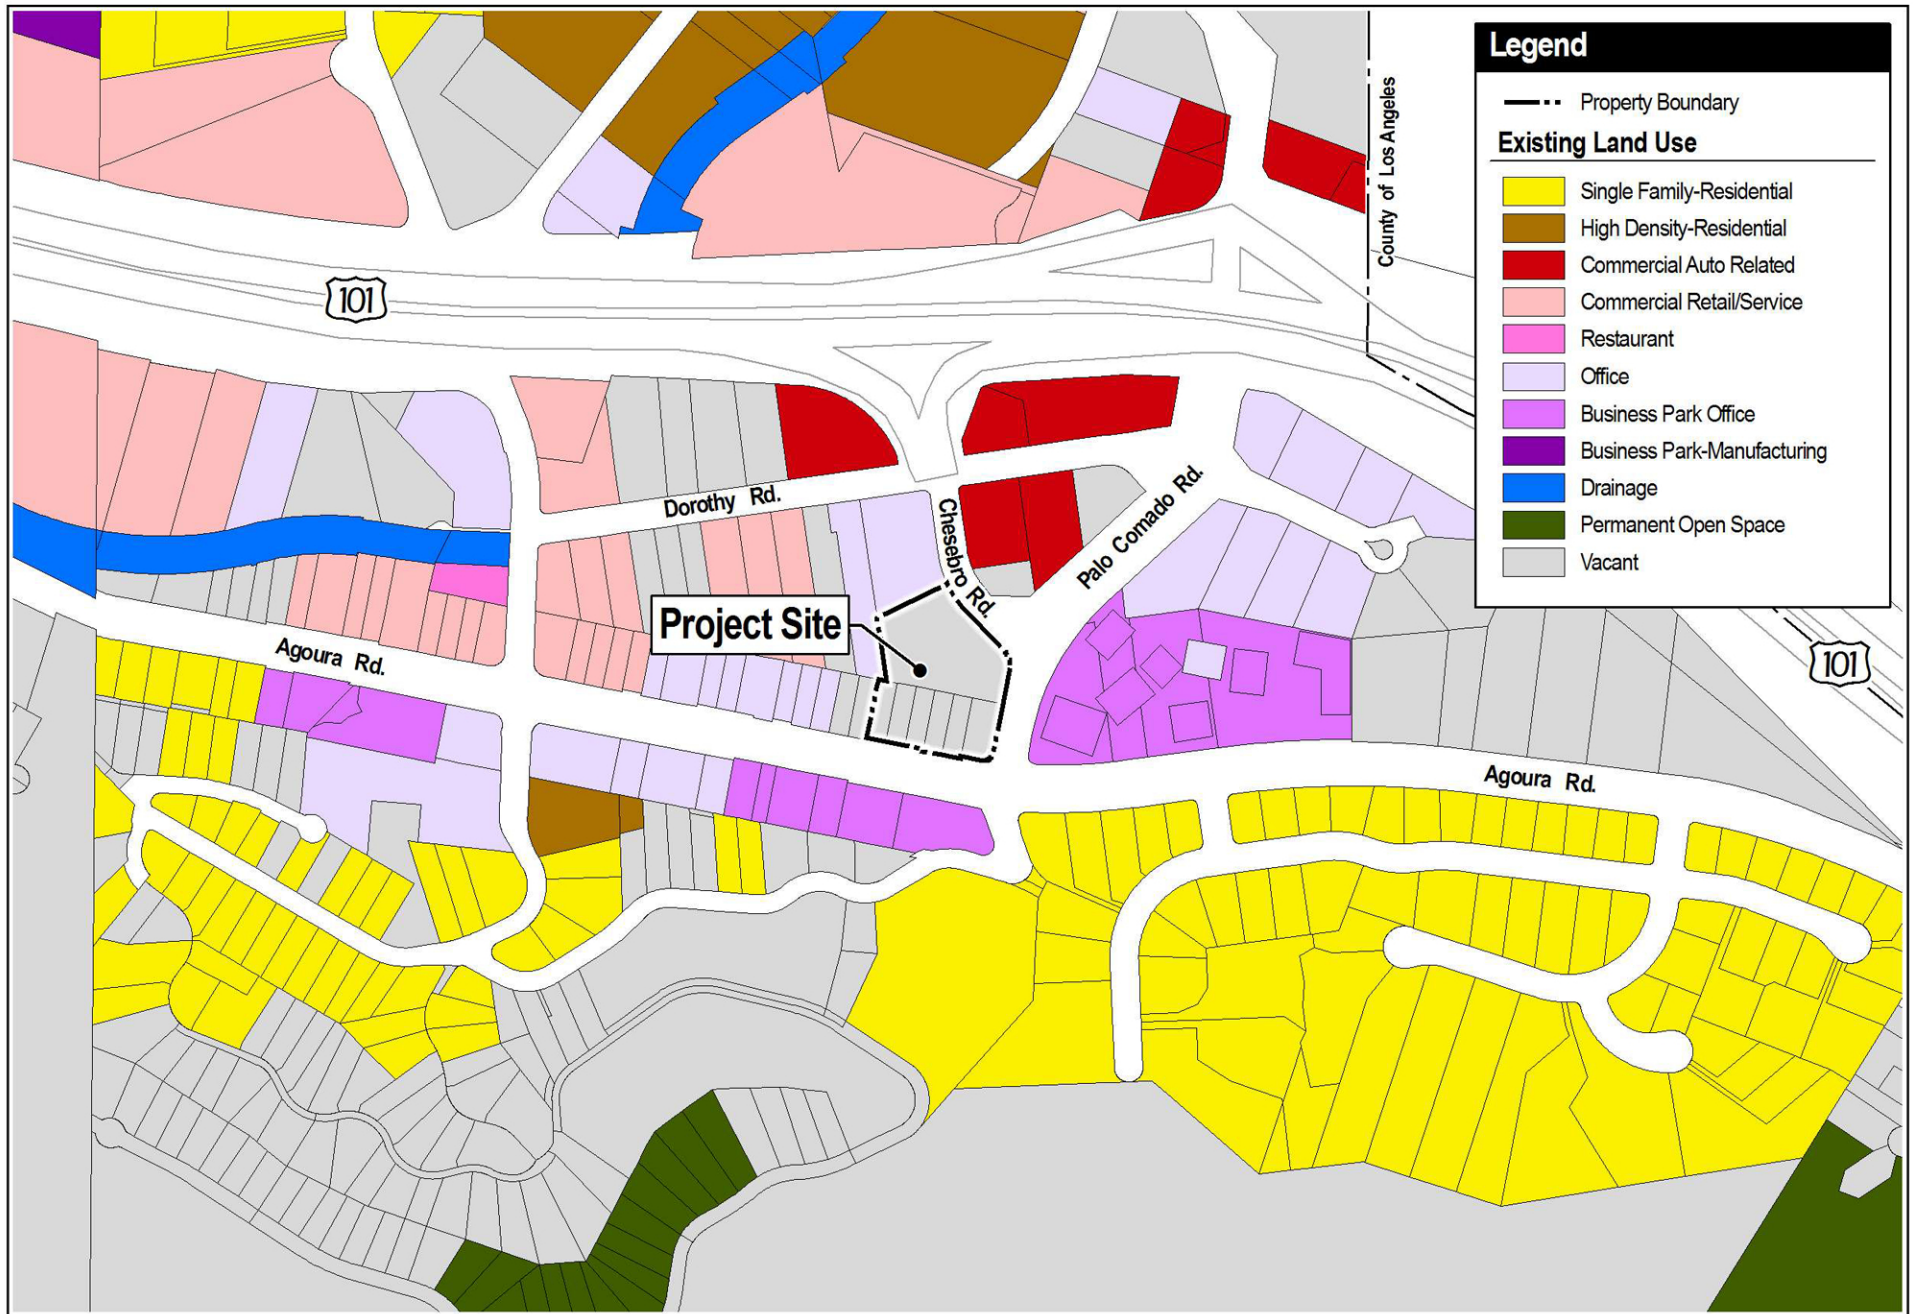 Legend
Property Boundary
Existing Land Use
Single Family-Residential
High Density-Residential
Commercial Auto Related
Commercial Retail/Service
Restaurant
Office
Business Park Office
Business Park-Manufacturing
Drainage
Permanent Open Space
Vacant
County of Los Angeles
101
Dorothy Rd.
Chesebro Rd.
Palo Comado Rd.
Project Site
Agoura Rd.
101
Agoura Rd.